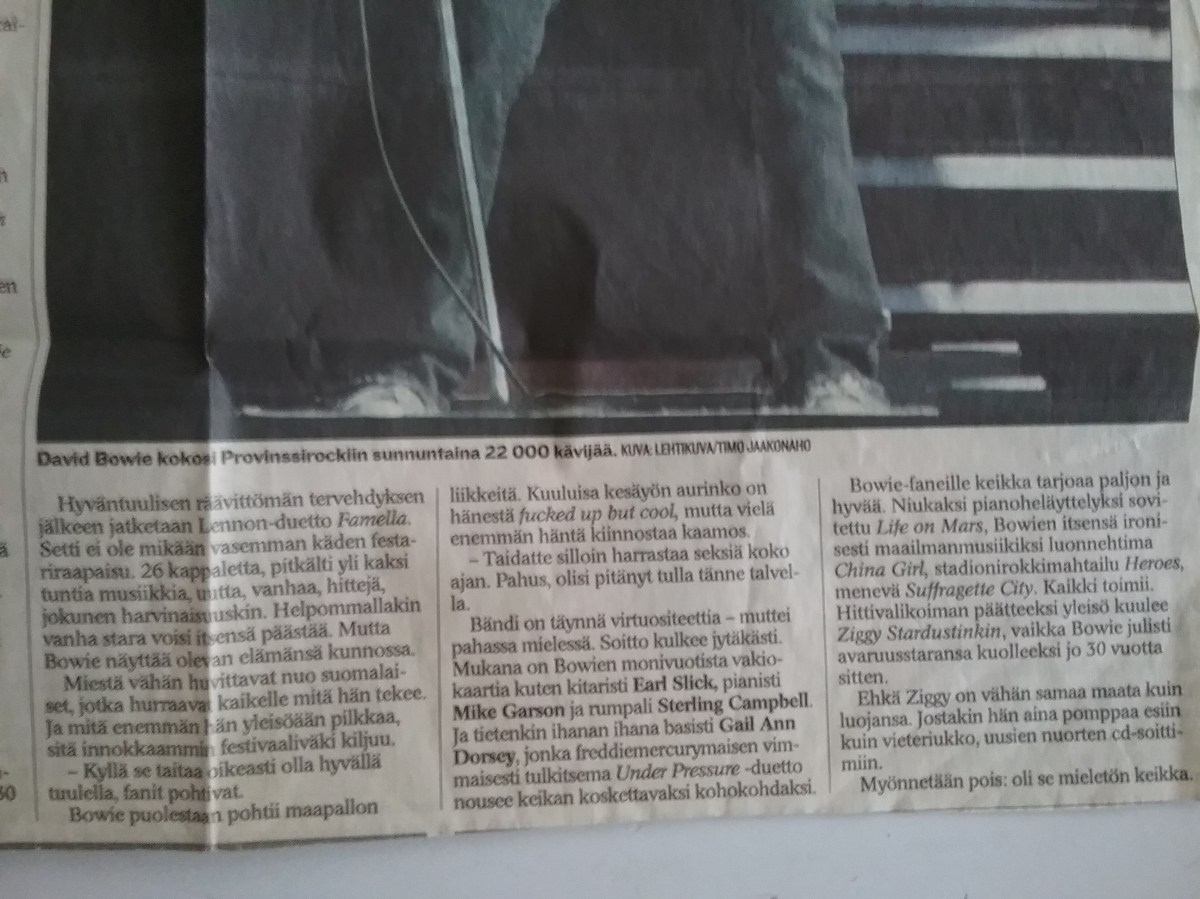 David Bowie kokosi Provinssirockiin sunnuntaina 22 000 kävijää. KUVA: LEHTIKUVA/TIMO JAAKONAHO
Hyväntuulisen räävittömän tervehdyksen
jälkeen jatketaan Lennon-duetto Famella.
Setti ei ole mikään vasemman käden festa-
riraapaisu. 26 kappaletta, pitkälti yli kaksi
tuntia musiikkia, uutta, vanhaa, hittejä,
jokunen harvinaisuuskin. Helpommallakin
vanha stara voisi itsensä päästää. Mutta
Bowie näyttää olevan elämänsä kunnossa.
Miestä vähän huvittavat nuo suomalai-
set, jotka hurraavat kaikelle mitä hän tekee.
Ja mitä enemmän hän yleisöään pilkkaa,
sitä innokkaammin festivaaliväki kiljuu.
– Kyllä se taitaa oikeasti olla hyvällä
tuulella, fanit pohtivat.
Bowie puolestaan pohtii maapallon
liikkeitä. Kuuluisa kesäyön aurinko on
hänestä fucked up but cool, mutta vielä
enemmän häntä kiinnostaa kaamos.
– Taidatte silloin harrastaa seksiä koko
ajan. Pahus, olisi pitänyt tulla tänne talvel-
la.
Bändi on täynnä virtuositeettia – muttei
pahassa mielessä. Soitto kulkee jytäkästi.
Mukana on Bowien monivuotista vakio-
kaartia kuten kitaristi Earl Slick, pianisti
Mike Garson ja rumpali Sterling Campbell.
Ja tietenkin ihanan ihana basisti Gail Ann
Dorsey, jonka freddiemercurymaisen vim-
maisesti tulkitsema Under Pressure -duetto
nousee keikan koskettavaksi kohokohdaksi.
Bowie-faneille keikka tarjoaa paljon ja
hyvää. Niukaksi pianoheläyttelyksi sovi-
tettu Life on Mars, Bowien itsensä ironi-
sesti maailmanmusiikiksi luonnehtima
China Girl, stadionirokkimahtailu Heroes,
menevä Suffragette City. Kaikki toimii.
Hittivalikoiman päätteeksi yleisö kuulee
Ziggy Stardustinkin, vaikka Bowie julisti
avaruusstaransa kuolleeksi jo 30 vuotta
sitten.
Ehkä Ziggy on vähän samaa maata kuin
luojansa. Jostakin hän aina pomppaa esiin
kuin vieteriukko, uusien nuorten cd-soitti-
miin.
Myönnetään pois: oli se mieletön keikka.